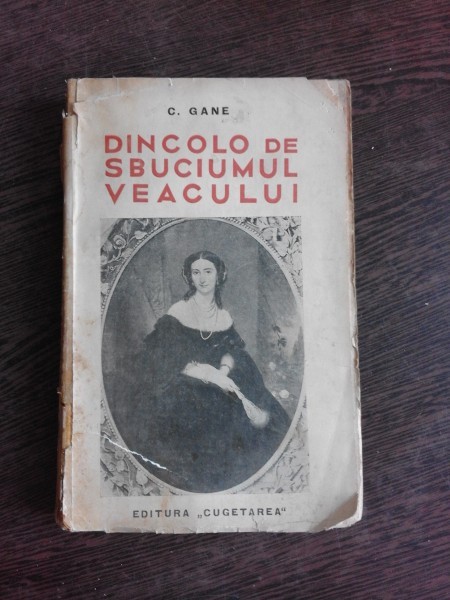 C. GANE
DINCOLO DE
SBUCIUMUL
VEACULUI
EDITURA „CUGETAREA“